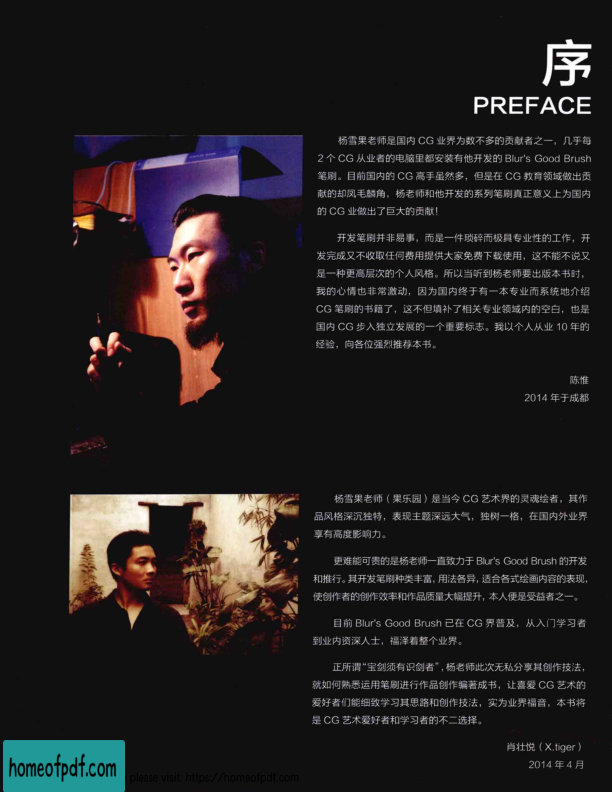 序
PREFACE
杨雪果老师是国内 CG 业界为数不多的贡献者之一，几乎每
2 个 CG 从业者的电脑里都安装有他开发的 Blur's Good Brush
笔刷。目前国内的 CG 高手虽然多，但是在 CG 教育领域做出贡
献的却凤毛麟角，杨老师和他开发的系列笔刷真正意义上为国内
的 CG 业做出了巨大的贡献！
开发笔刷并非易事，而是一件琐碎而极具专业性的工作，开
发完成又不收取任何费用提供大家免费下载使用，这不能不说又
是一种更高层次的个人风格。所以当听到杨老师要出版本书时，
我的心情也非常激动，因为国内终于有一本专业而系统地介绍
CG 笔刷的书籍了，这不但填补了相关专业领域内的空白，也是
国内 CG 步入独立发展的一个重要标志。我以个人从业 10 年的
经验，向各位强烈推荐本书。
陈惟
2014 年于成都
杨雪果老师（果乐园）是当今 CG 艺术界的灵魂绘者，其作
品风格深沉独特，表现主题深远大气，独树一格，在国内外业界
享有高度影响力。
更难能可贵的是杨老师一直致力于 Blur's Good Brush 的开发
和推行。其开发笔刷种类丰富，用法各异，适合各式绘画内容的表现，
使创作者的创作效率和作品质量大幅提升，本人便是受益者之一。
目前 Blur's Good Brush 已在 CG 界普及，从入门学习者
到业内资深人士，福泽着整个业界。
正所谓“宝剑须有识剑者”，杨老师此次无私分享其创作技法，
就如何熟悉运用笔刷进行作品创作编著成书，让喜爱 CG 艺术的
爱好者们能细致学习其思路和创作技法，实为业界福音，本书将
是 CG 艺术爱好者和学习者的不二选择。
肖壮悦（X.tiger）
2014 年 4 月
homeofpdf.com
please visit: https://homeofpdf.com